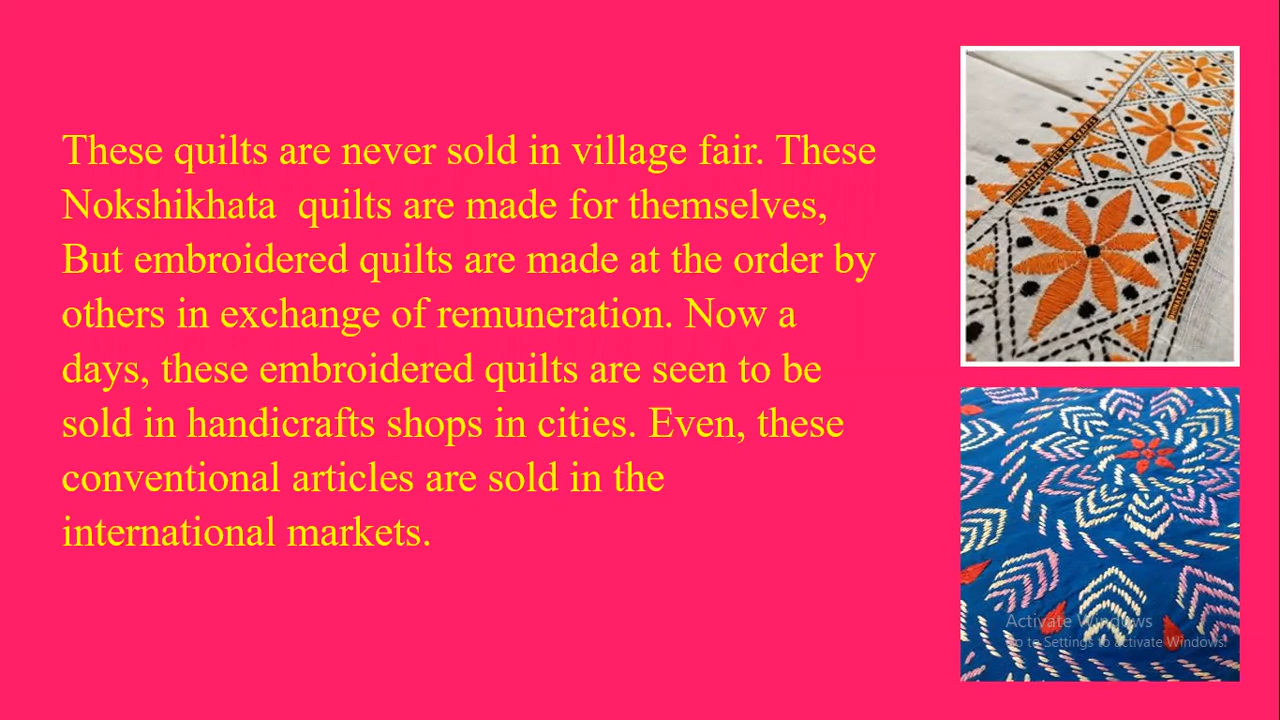 These quilts are never sold in village fair. These
Nokshikhata  quilts are made for themselves,
But embroidered quilts are made at the order by
others in exchange of remuneration. Now a
days, these embroidered quilts are seen to be
sold in handicrafts shops in cities. Even, these
conventional articles are sold in the
international markets.
Activate Windows
Go to Settings to activate Windows.